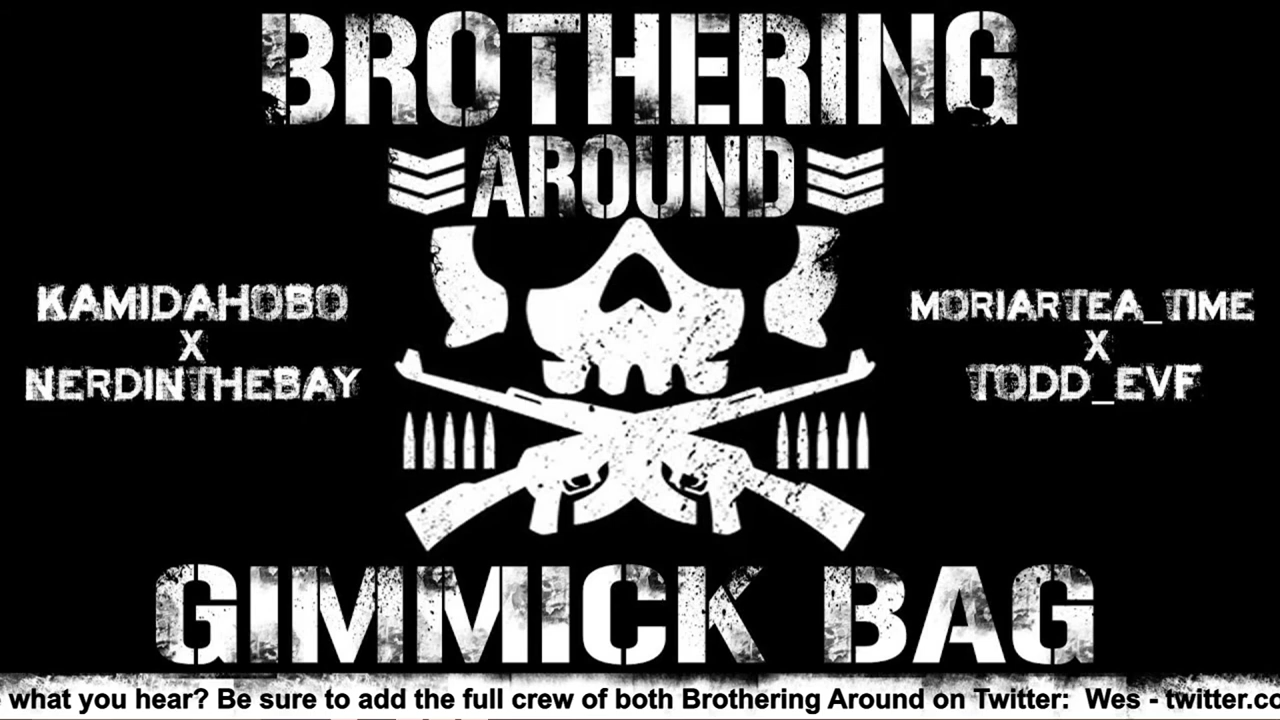 BROTHERING
AROUND
KAMIDAHOBO
X
NERDINTHEBAY
MORIARTEA_TIME
X
TODD_EVF
GIMMICK BAG
what you hear? Be sure to add the full crew of both Brothering Around on Twitter: Wes - twitter.co